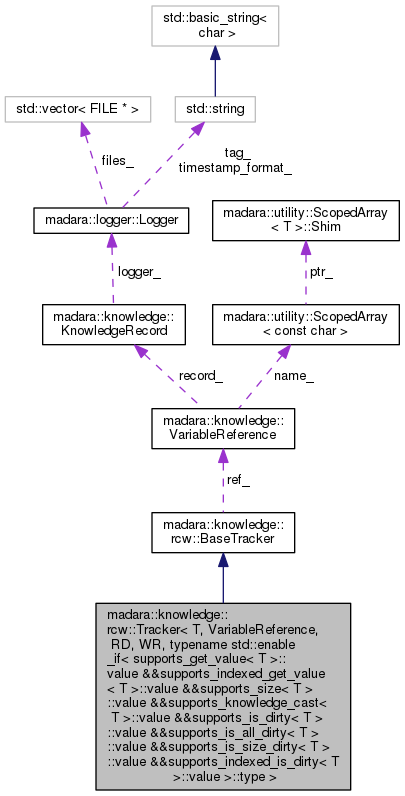 std::basic_string<
char >
std::vector< FILE * >
std::string
files_
tag_
timestamp_format_
madara::logger::Logger
madara::utility::ScopedArray
< T >::Shim
logger_
ptr_
madara::knowledge::
KnowledgeRecord
madara::utility::ScopedArray
< const char >
record_
name_
madara::knowledge::
VariableReference
ref_
madara::knowledge::
rcw::BaseTracker
madara::knowledge::
rcw::Tracker< T, VariableReference,
RD, WR, typename std::enable
_if< supports_get_value< T >::
value &&supports_indexed_get_value
< T >::value &&supports_size< T >
::value &&supports_knowledge_cast<
T >::value &&supports_is_dirty< T >
::value &&supports_is_all_dirty< T >
::value &&supports_is_size_dirty< T >
::value &&supports_indexed_is_dirty< T
>::value >::type >